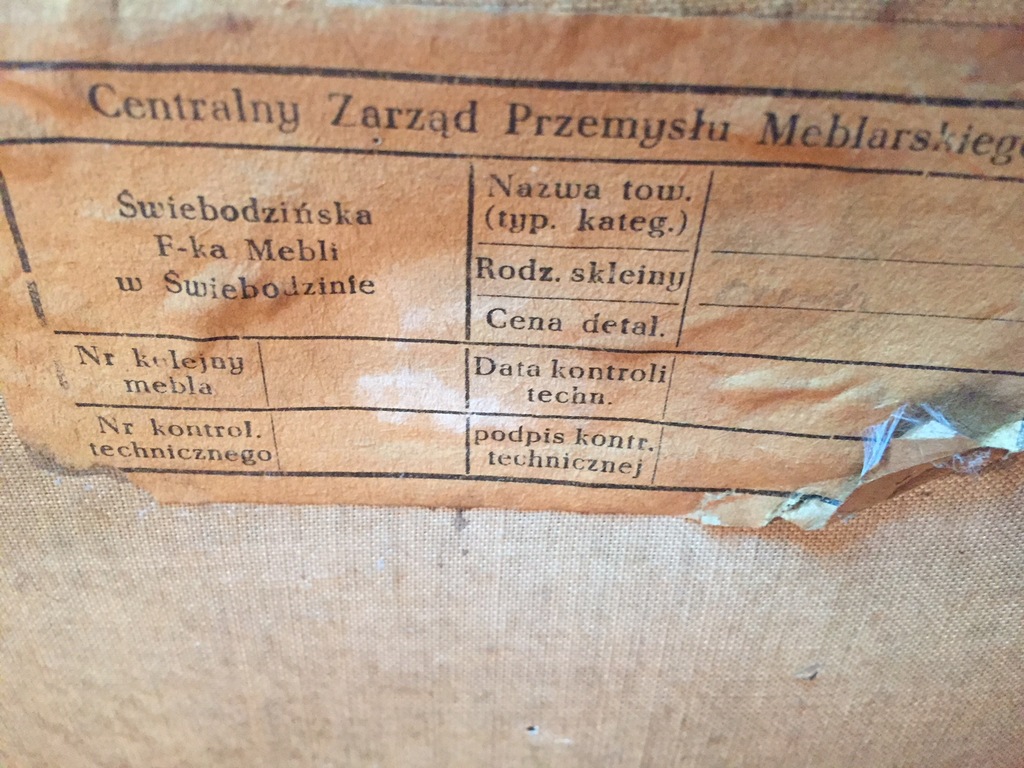 Centralny Zarząd Przemysłu Meblarskiego
Świebodzińska
F-ka Mebli
w Świebodzinie
Nazwa tow.
(typ. kateg.)
Rodz. skleiny
Cena detal.
Nr kolejny
mebla
Data kontroli
techn.
Nr kontrol.
technicznego
podpis kontr.
technicznej